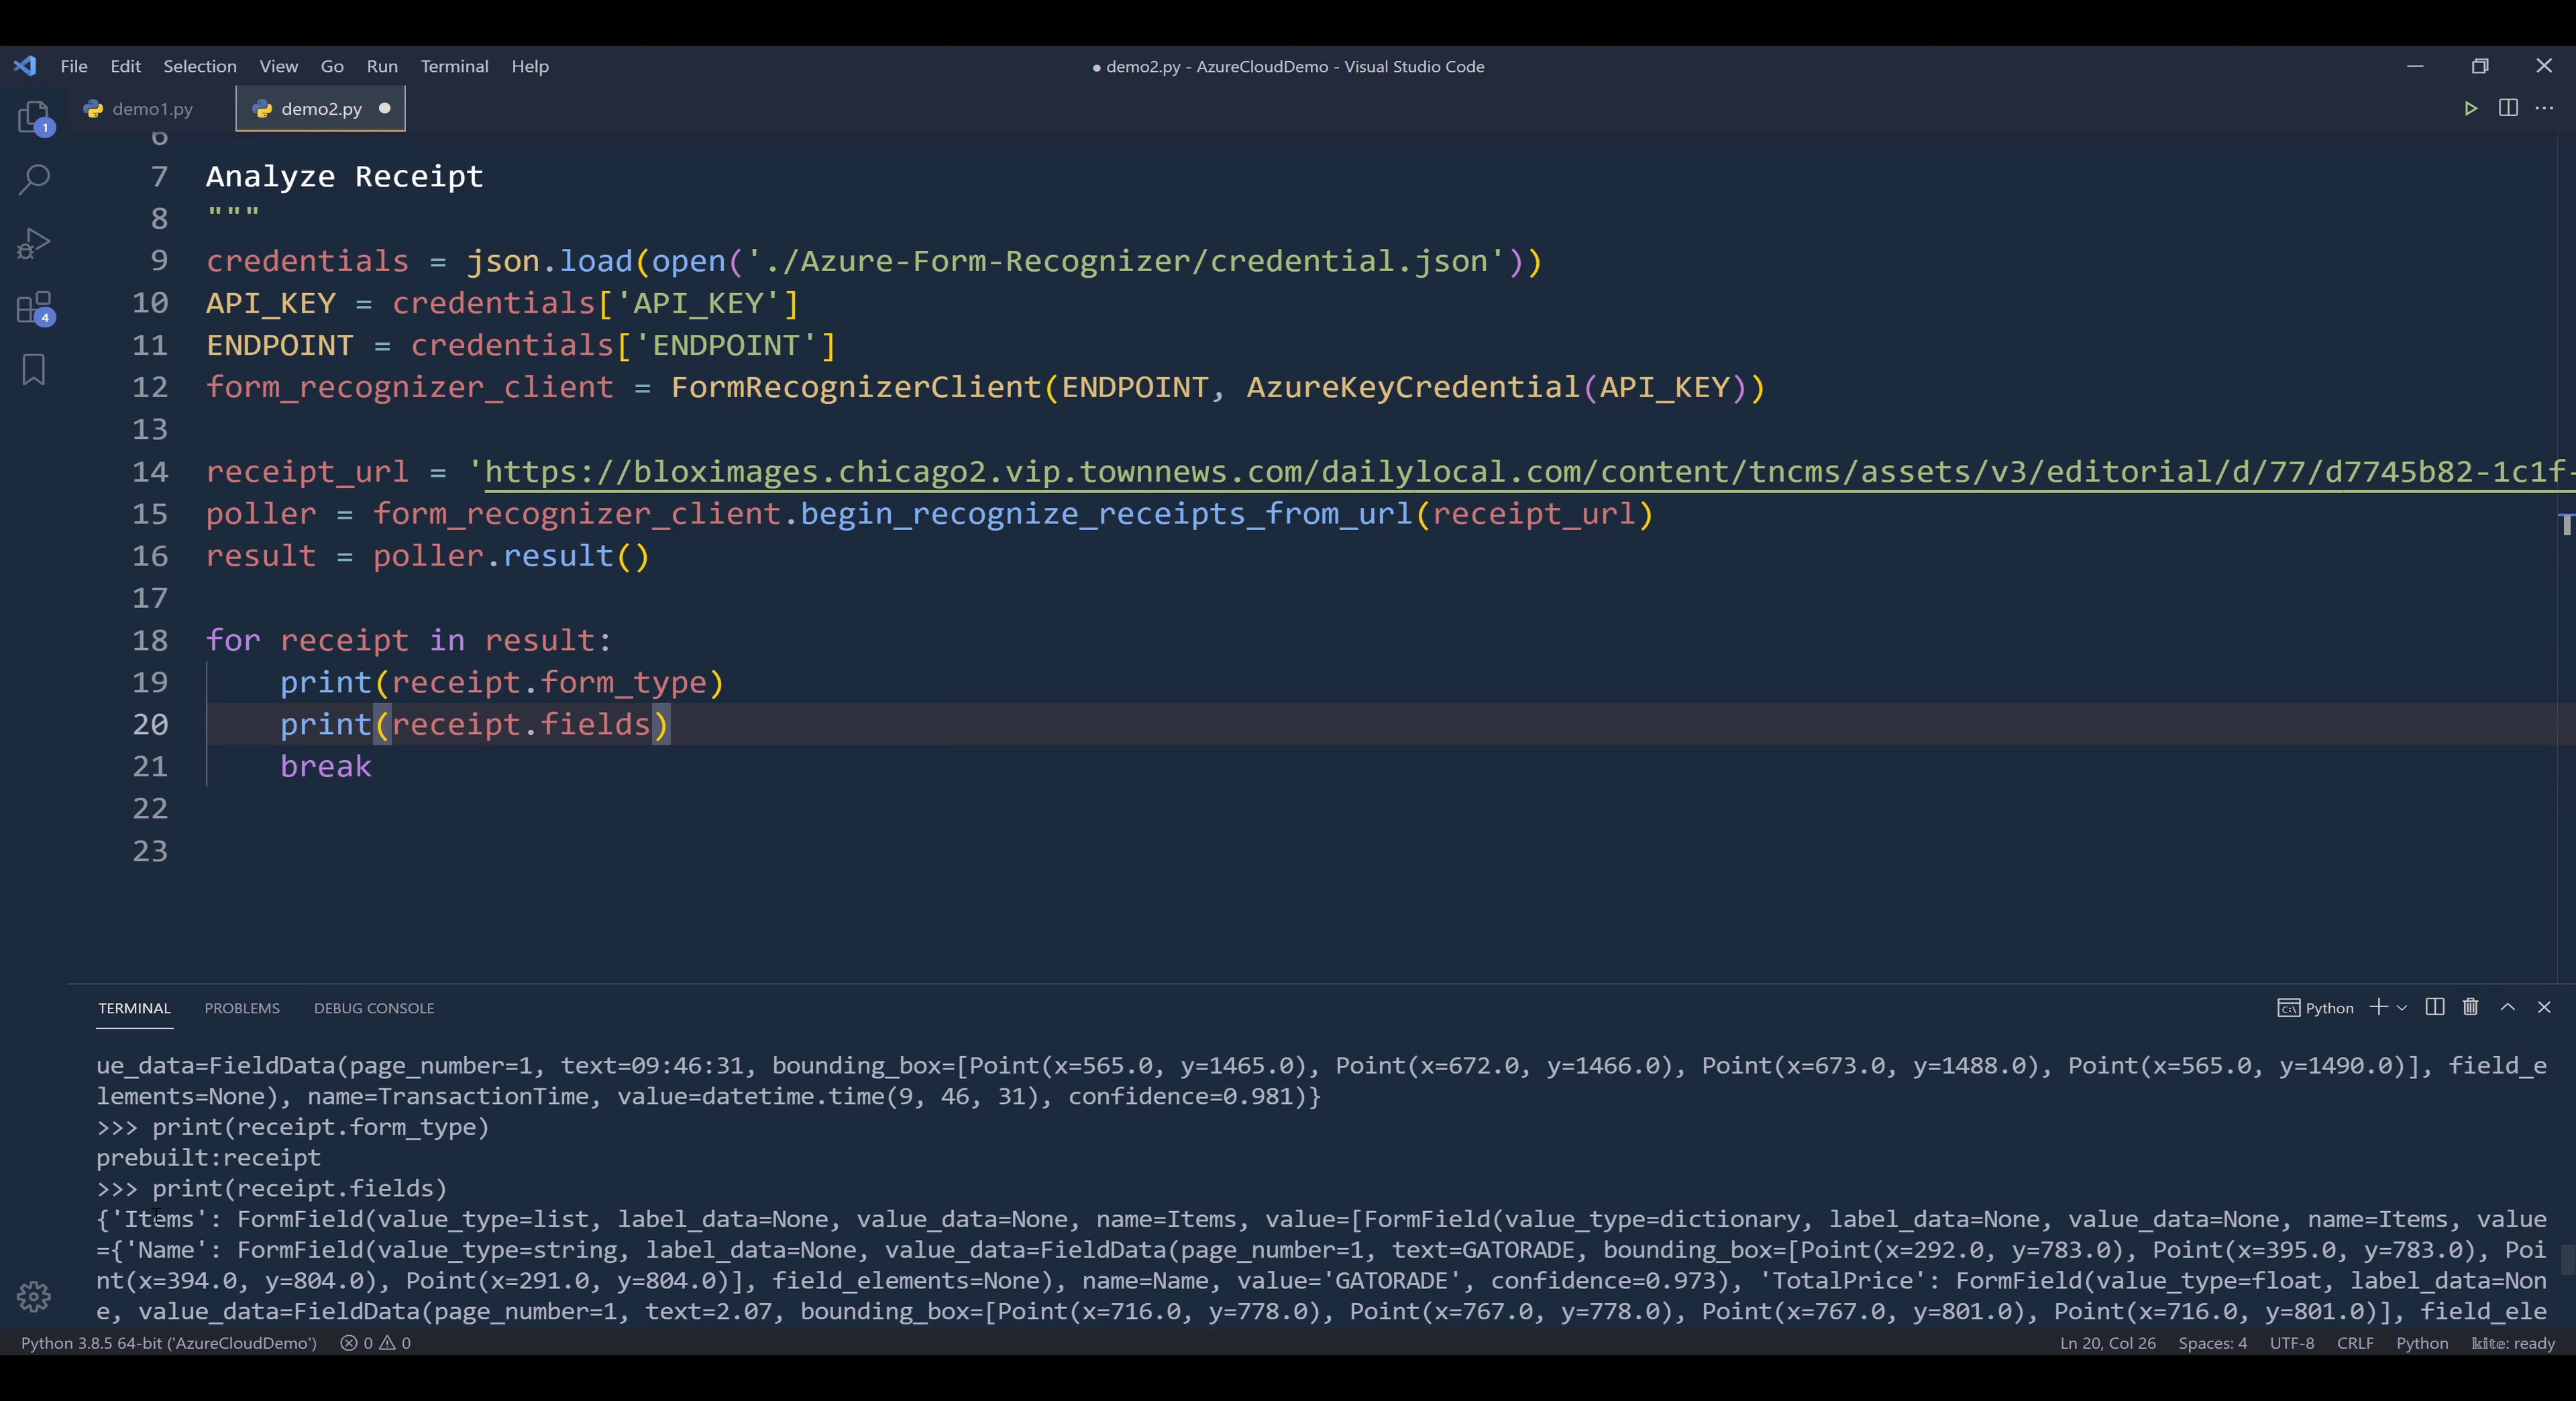 File Edit Selection View Go Run Terminal Help
● demo2.py - AzureCloudDemo - Visual Studio Code
demo1.py demo2.py
6
7 Analyze Receipt
8 """
9 credentials = json.load(open('./Azure-Form-Recognizer/credential.json'))
10 API_KEY = credentials['API_KEY']
11 ENDPOINT = credentials['ENDPOINT']
12 form_recognizer_client = FormRecognizerClient(ENDPOINT, AzureKeyCredential(API_KEY))
13
14 receipt_url = 'https://bloximages.chicago2.vip.townnews.com/dailylocal.com/content/tncms/assets/v3/editorial/d/77/d7745b82-1c1f-
15 poller = form_recognizer_client.begin_recognize_receipts_from_url(receipt_url)
16 result = poller.result()
17
18 for receipt in result:
19     print(receipt.form_type)
20     print(receipt.fields)
21     break
22
23
1
4
TERMINAL PROBLEMS DEBUG CONSOLE
Python
ue_data=FieldData(page_number=1, text=09:46:31, bounding_box=[Point(x=565.0, y=1465.0), Point(x=672.0, y=1466.0), Point(x=673.0, y=1488.0), Point(x=565.0, y=1490.0)], field_e
lements=None), name=TransactionTime, value=datetime.time(9, 46, 31), confidence=0.981)}
>>> print(receipt.form_type)
prebuilt:receipt
>>> print(receipt.fields)
{'Items': FormField(value_type=list, label_data=None, value_data=None, name=Items, value=[FormField(value_type=dictionary, label_data=None, value_data=None, name=Items, value
={'Name': FormField(value_type=string, label_data=None, value_data=FieldData(page_number=1, text=GATORADE, bounding_box=[Point(x=292.0, y=783.0), Point(x=395.0, y=783.0), Poi
nt(x=394.0, y=804.0), Point(x=291.0, y=804.0)], field_elements=None), name=Name, value='GATORADE', confidence=0.973), 'TotalPrice': FormField(value_type=float, label_data=Non
e, value_data=FieldData(page_number=1, text=2.07, bounding_box=[Point(x=716.0, y=778.0), Point(x=767.0, y=778.0), Point(x=767.0, y=801.0), Point(x=716.0, y=801.0)], field_ele
Python 3.8.5 64-bit ('AzureCloudDemo') 0 0 Ln 20, Col 26 Spaces: 4 UTF-8 CRLF Python kite: ready